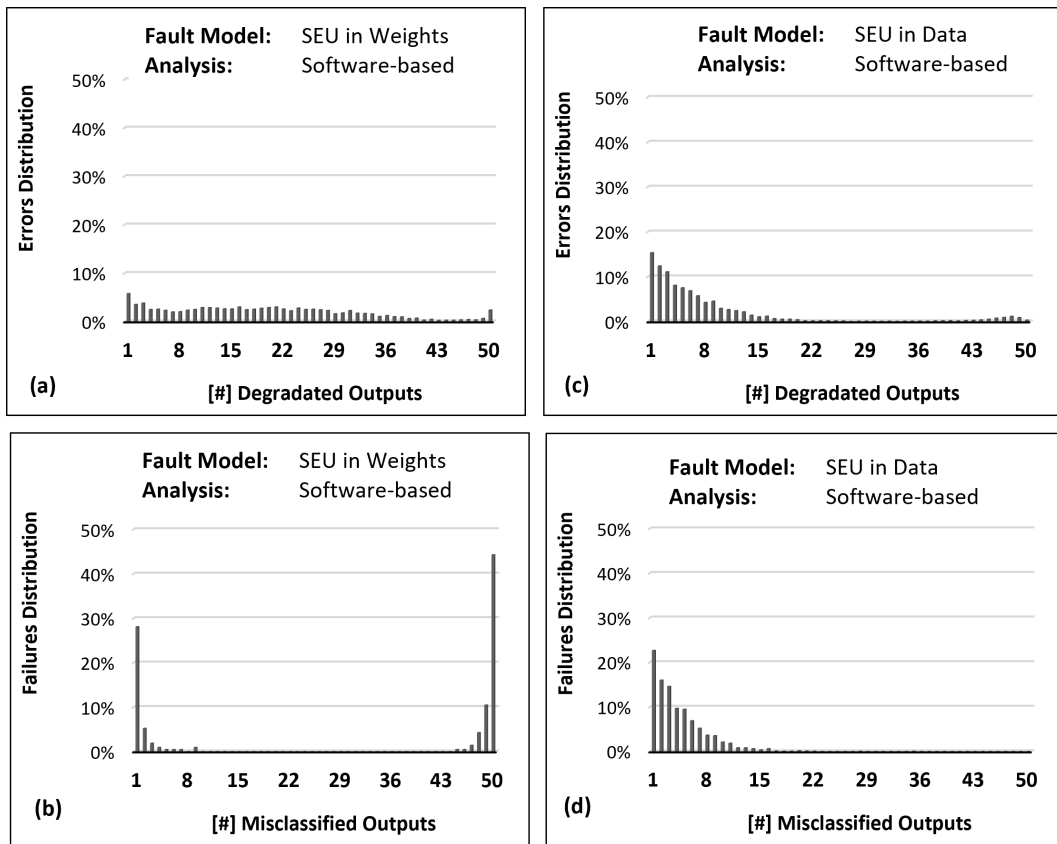 Fault Model: SEU in Weights
Analysis: Software-based
50%
40%
30%
20%
10%
0%
Errors Distribution
1 8 15 22 29 36 43 50
(a) [#] Degradated Outputs
Fault Model: SEU in Data
Analysis: Software-based
50%
40%
30%
20%
10%
0%
Errors Distribution
1 8 15 22 29 36 43 50
(c) [#] Degradated Outputs
Fault Model: SEU in Weights
Analysis: Software-based
50%
40%
30%
20%
10%
0%
Failures Distribution
1 8 15 22 29 36 43 50
(b) [#] Misclassified Outputs
Fault Model: SEU in Data
Analysis: Software-based
50%
40%
30%
20%
10%
0%
Failures Distribution
1 8 15 22 29 36 43 50
(d) [#] Misclassified Outputs